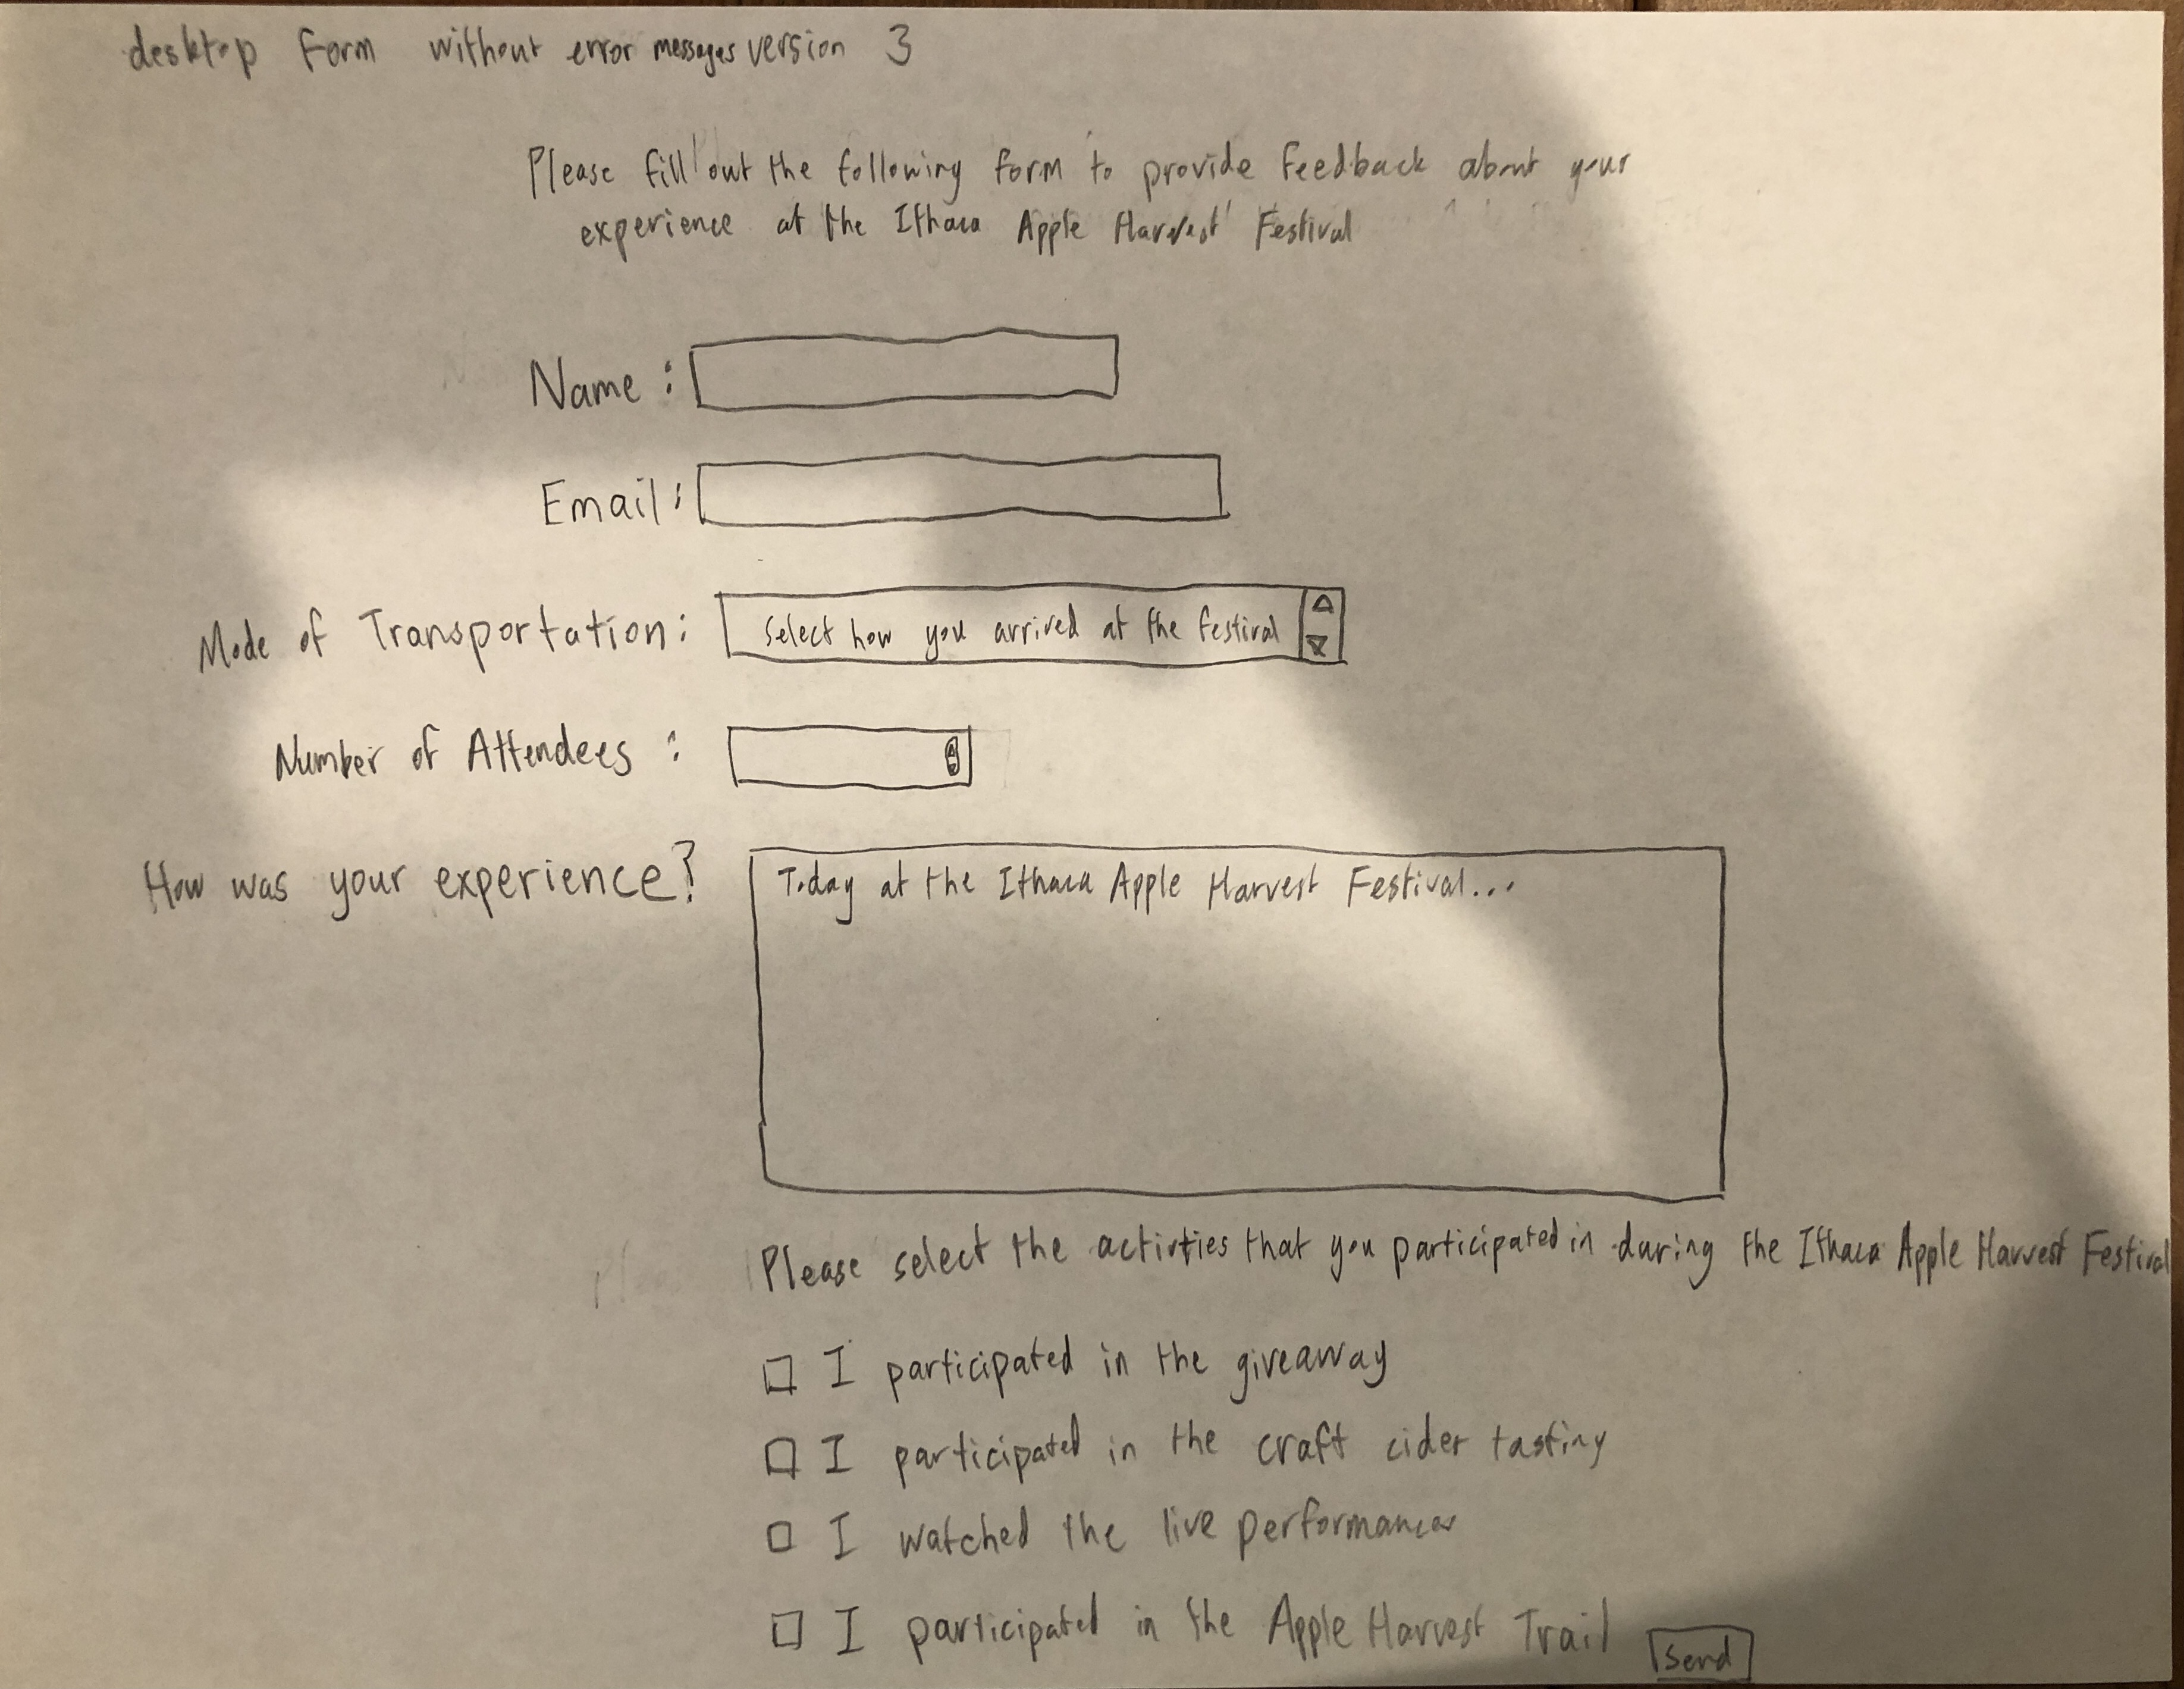 desktop form without error messages version 3
Please fill out the following form to provide feedback about your
experience at the Ithaca Apple Harvest Festival
Name :
Email :
Mode of Transportation : Select how you arrived at the festival
Number of Attendees :
How was your experience? Today at the Ithaca Apple Harvest Festival...
Please select the activties that you participated in during the Ithaca Apple Harvest Festival
I participated in the giveaway
I participated in the craft cider tasting
I watched the live performances
I participated in the Apple Harvest Trail
Send